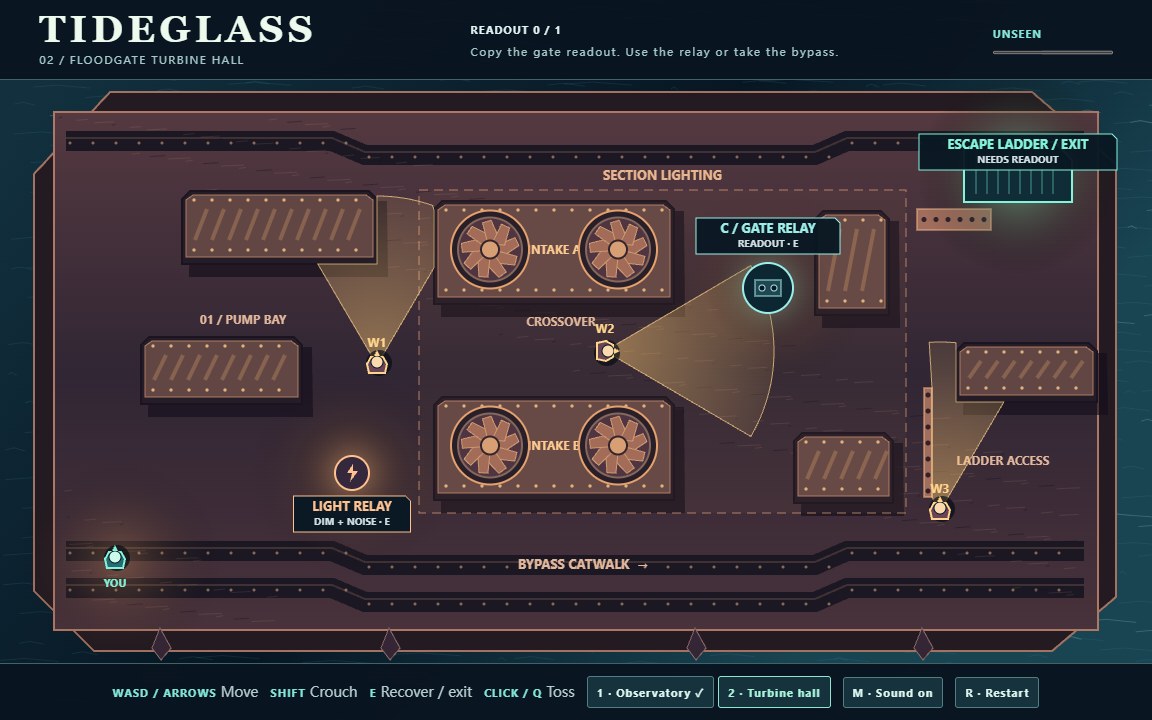 TIDEGLASS
02 / FLOODGATE TURBINE HALL
READOUT 0 / 1
Copy the gate readout. Use the relay or take the bypass.
UNSEEN
ESCAPE LADDER / EXIT
NEEDS READOUT
SECTION LIGHTING
C / GATE RELAY
READOUT · E
INTAKE A
01 / PUMP BAY
CROSSOVER
W1
W2
INTAKE B
LADDER ACCESS
W3
LIGHT RELAY
DIM + NOISE · E
BYPASS CATWALK →
YOU
WASD / ARROWS Move SHIFT Crouch E Recover / exit CLICK / Q Toss 1 · Observatory ✓ 2 · Turbine hall M · Sound on R · Restart